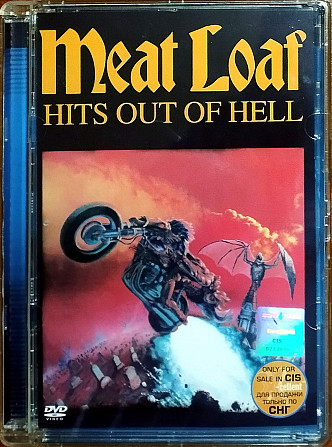 Meat Loaf
HITS OUT OF HELL
ONLY FOR
SALE IN CIS
ДЛЯ ПРОДАЖИ
ТОЛЬКО ПО
СНГ
DVD
VIDEO